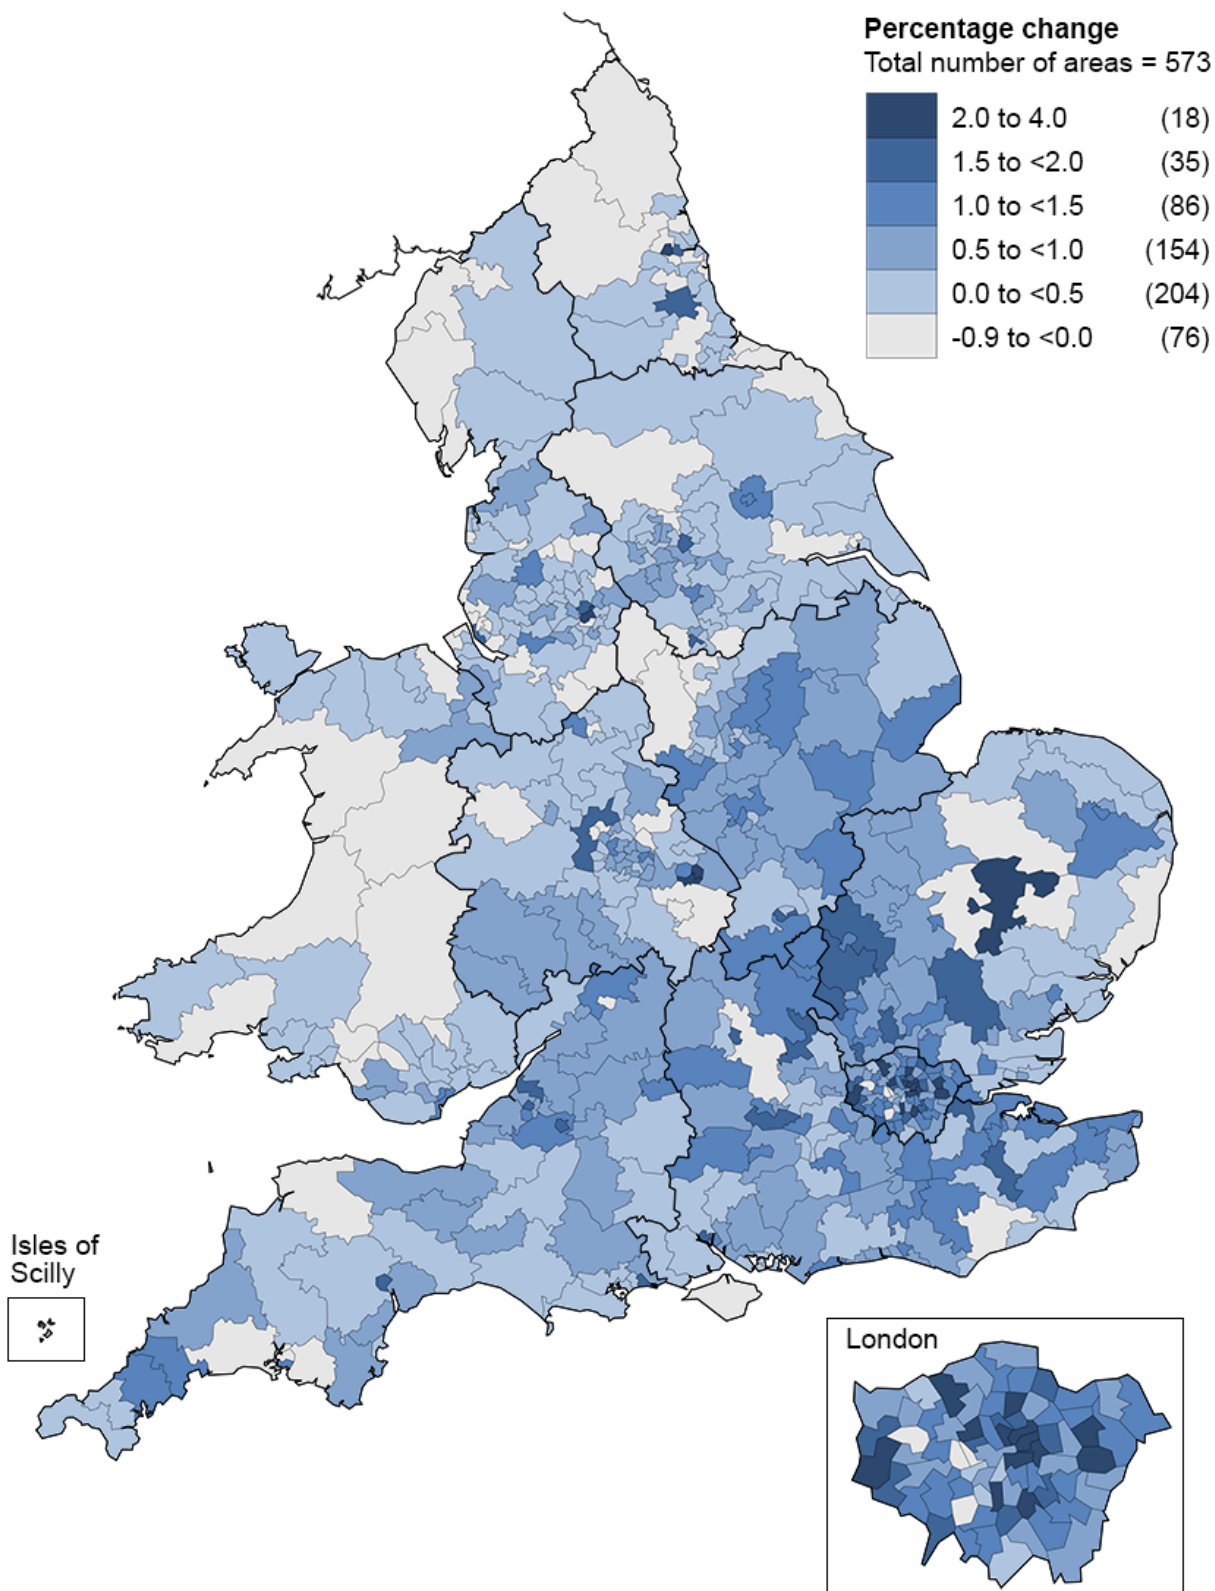 Percentage change
Total number of areas = 573
2.0 to 4.0 (18)
1.5 to <2.0 (35)
1.0 to <1.5 (86)
0.5 to <1.0 (154)
0.0 to <0.5 (204)
-0.9 to <0.0 (76)
Isles of
Scilly
London